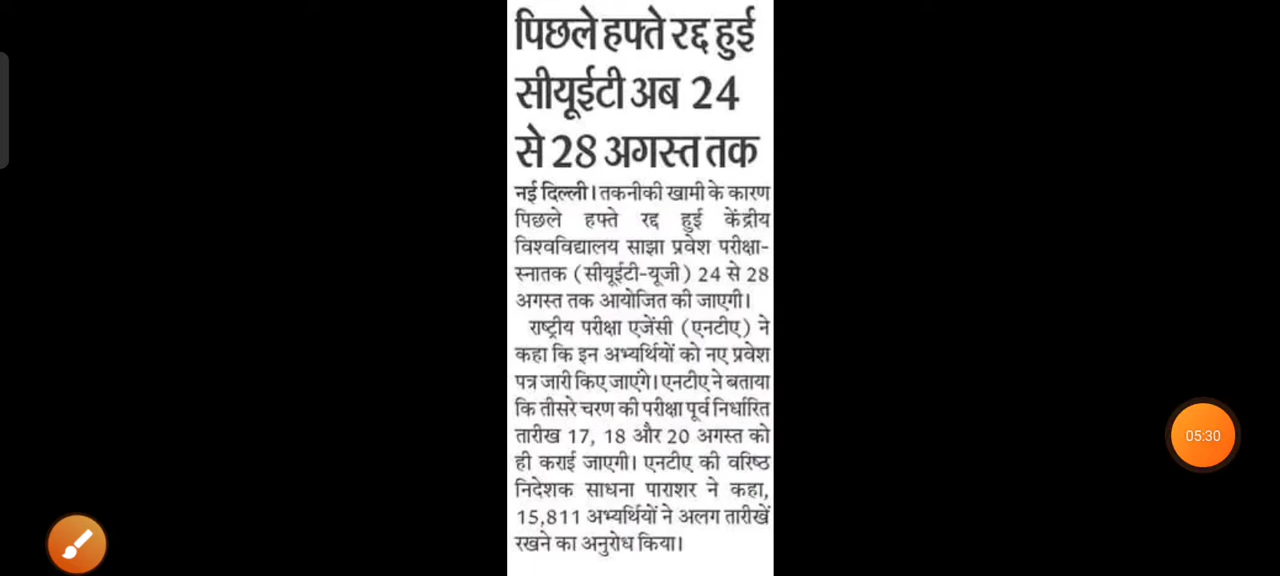 पिछले हफ्ते रद्द हुई
सीयूईटी अब 24
से 28 अगस्त तक
नई दिल्ली। तकनीकी खामी के कारण
पिछले हफ्ते रद्द हुई केंद्रीय
विश्वविद्यालय साझा प्रवेश परीक्षा-
स्नातक (सीयूईटी-यूजी) 24 से 28
अगस्त तक आयोजित की जाएगी।
राष्ट्रीय परीक्षा एजेंसी (एनटीए) ने
कहा कि इन अभ्यर्थियों को नए प्रवेश
पत्र जारी किए जाएंगे। एनटीए ने बताया
कि तीसरे चरण की परीक्षा पूर्व निर्धारित
तारीख 17, 18 और 20 अगस्त को
ही कराई जाएगी। एनटीए की वरिष्ठ
निदेशक साधना पाराशर ने कहा,
15,811 अभ्यर्थियों ने अलग तारीखें
रखने का अनुरोध किया।
05:30